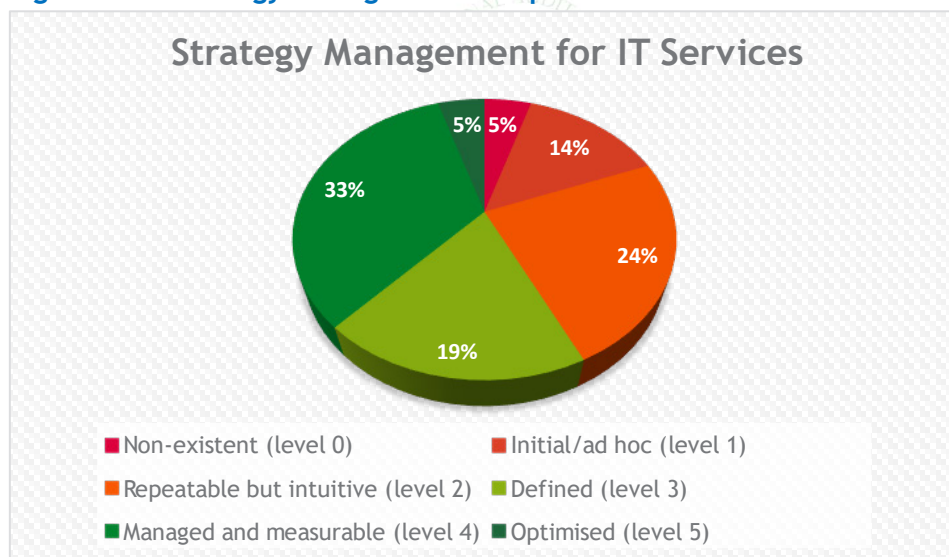 Strategy Management for IT Services
5% 5%
14%
33%
24%
19%
Non-existent (level 0) Initial/ad hoc (level 1)
Repeatable but intuitive (level 2) Defined (level 3)
Managed and measurable (level 4) Optimised (level 5)